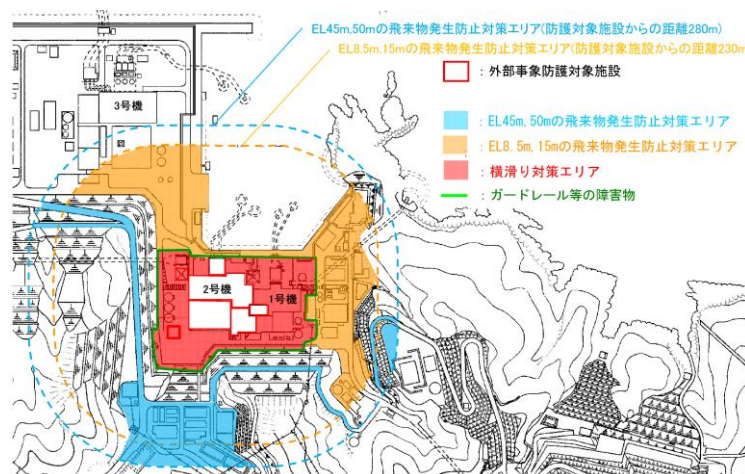 EL45m,50mの飛来物発生防止対策エリア(防護対象施設からの距離280m)
EL8.5m,15mの飛来物発生防止対策エリア(防護対象施設からの距離230m
：外部事象防護対象施設
3号機
：EL45m,50mの飛来物発生防止対策エリア
：EL8.5m,15mの飛来物発生防止対策エリア
：横滑り対策エリア
：ガードレール等の障害物
2号機
1号機